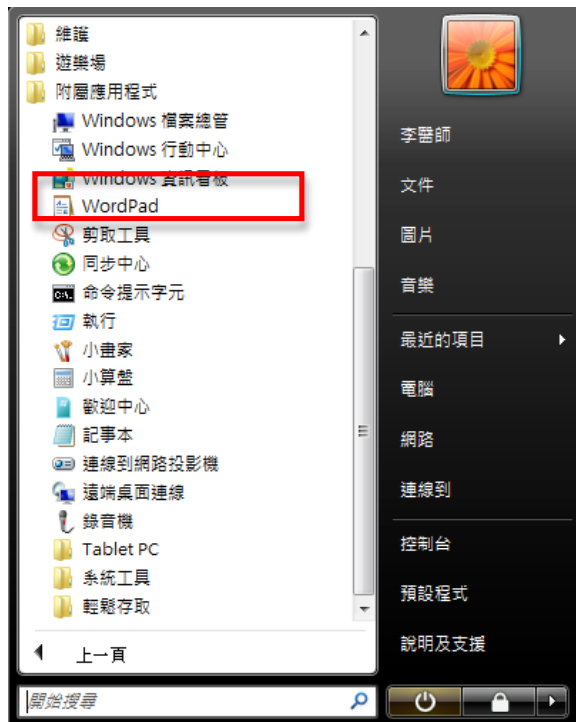 維護
遊樂場
附屬應用程式
Windows 檔案總管
Windows 行動中心
Windows 資訊看板
WordPad
剪取工具
同步中心
命令提示字元
執行
小畫家
小算盤
歡迎中心
記事本
連線到網路投影機
遠端桌面連線
錄音機
Tablet PC
系統工具
輕鬆存取
上一頁
開始搜尋
李醫師
文件
圖片
音樂
最近的項目
電腦
網路
連線到
控制台
預設程式
說明及支援